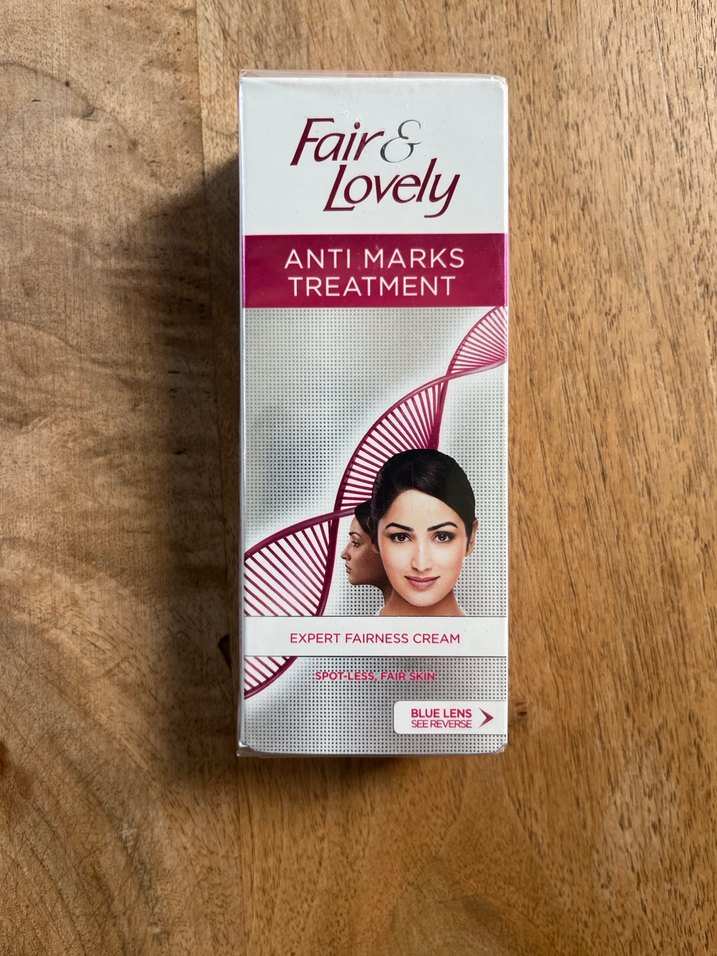 Fair &
Lovely
ANTI MARKS
TREATMENT
EXPERT FAIRNESS CREAM
SPOT-LESS, FAIR SKIN
BLUE LENS
SEE REVERSE